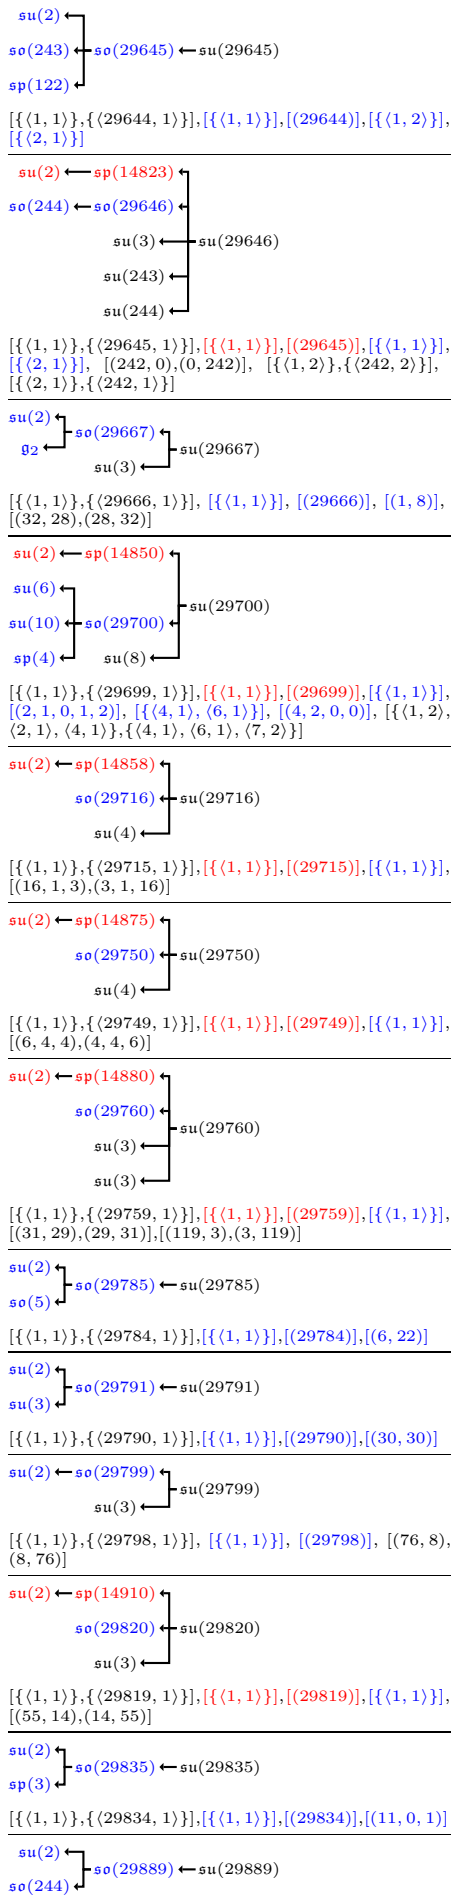 𝔰𝔲(2)
𝔰𝔬(243) 𝔰𝔬(29645) 𝔰𝔲(29645)
𝔰𝔭(122)
[{⟨1, 1⟩},{⟨29644, 1⟩}],[{⟨1, 1⟩}],[(29644)],[{⟨1, 2⟩}],
[{⟨2, 1⟩}]
𝔰𝔲(2) 𝔰𝔭(14823)
𝔰𝔬(244) 𝔰𝔬(29646)
𝔰𝔲(3) 𝔰𝔲(29646)
𝔰𝔲(243)
𝔰𝔲(244)
[{⟨1, 1⟩},{⟨29645, 1⟩}],[{⟨1, 1⟩}],[(29645)],[{⟨1, 1⟩}],
[{⟨2, 1⟩}], [(242, 0),(0, 242)], [{⟨1, 2⟩},{⟨242, 2⟩}],
[{⟨2, 1⟩},{⟨242, 1⟩}]
𝔰𝔲(2)
𝔰𝔬(29667)
𝔤₂ 𝔰𝔲(29667)
𝔰𝔲(3)
[{⟨1, 1⟩},{⟨29666, 1⟩}], [{⟨1, 1⟩}], [(29666)], [(1, 8)],
[(32, 28),(28, 32)]
𝔰𝔲(2) 𝔰𝔭(14850)
𝔰𝔲(6)
𝔰𝔲(29700)
𝔰𝔲(10) 𝔰𝔬(29700)
𝔰𝔭(4) 𝔰𝔲(8)
[{⟨1, 1⟩},{⟨29699, 1⟩}],[{⟨1, 1⟩}],[(29699)],[{⟨1, 1⟩}],
[(2, 1, 0, 1, 2)], [{⟨4, 1⟩, ⟨6, 1⟩}], [(4, 2, 0, 0)], [{⟨1, 2⟩,
⟨2, 1⟩, ⟨4, 1⟩},{⟨4, 1⟩, ⟨6, 1⟩, ⟨7, 2⟩}]
𝔰𝔲(2) 𝔰𝔭(14858)
𝔰𝔬(29716) 𝔰𝔲(29716)
𝔰𝔲(4)
[{⟨1, 1⟩},{⟨29715, 1⟩}],[{⟨1, 1⟩}],[(29715)],[{⟨1, 1⟩}],
[(16, 1, 3),(3, 1, 16)]
𝔰𝔲(2) 𝔰𝔭(14875)
𝔰𝔬(29750) 𝔰𝔲(29750)
𝔰𝔲(4)
[{⟨1, 1⟩},{⟨29749, 1⟩}],[{⟨1, 1⟩}],[(29749)],[{⟨1, 1⟩}],
[(6, 4, 4),(4, 4, 6)]
𝔰𝔲(2) 𝔰𝔭(14880)
𝔰𝔬(29760)
𝔰𝔲(29760)
𝔰𝔲(3)
𝔰𝔲(3)
[{⟨1, 1⟩},{⟨29759, 1⟩}],[{⟨1, 1⟩}],[(29759)],[{⟨1, 1⟩}],
[(31, 29),(29, 31)],[(119, 3),(3, 119)]
𝔰𝔲(2)
𝔰𝔬(29785) 𝔰𝔲(29785)
𝔰𝔬(5)
[{⟨1, 1⟩},{⟨29784, 1⟩}],[{⟨1, 1⟩}],[(29784)],[(6, 22)]
𝔰𝔲(2)
𝔰𝔬(29791) 𝔰𝔲(29791)
𝔰𝔲(3)
[{⟨1, 1⟩},{⟨29790, 1⟩}],[{⟨1, 1⟩}],[(29790)],[(30, 30)]
𝔰𝔲(2) 𝔰𝔬(29799)
𝔰𝔲(29799)
𝔰𝔲(3)
[{⟨1, 1⟩},{⟨29798, 1⟩}], [{⟨1, 1⟩}], [(29798)], [(76, 8),
(8, 76)]
𝔰𝔲(2) 𝔰𝔭(14910)
𝔰𝔬(29820) 𝔰𝔲(29820)
𝔰𝔲(3)
[{⟨1, 1⟩},{⟨29819, 1⟩}],[{⟨1, 1⟩}],[(29819)],[{⟨1, 1⟩}],
[(55, 14),(14, 55)]
𝔰𝔲(2)
𝔰𝔬(29835) 𝔰𝔲(29835)
𝔰𝔭(3)
[{⟨1, 1⟩},{⟨29834, 1⟩}],[{⟨1, 1⟩}],[(29834)],[(11, 0, 1)]
𝔰𝔲(2)
𝔰𝔬(29889) 𝔰𝔲(29889)
𝔰𝔬(244)